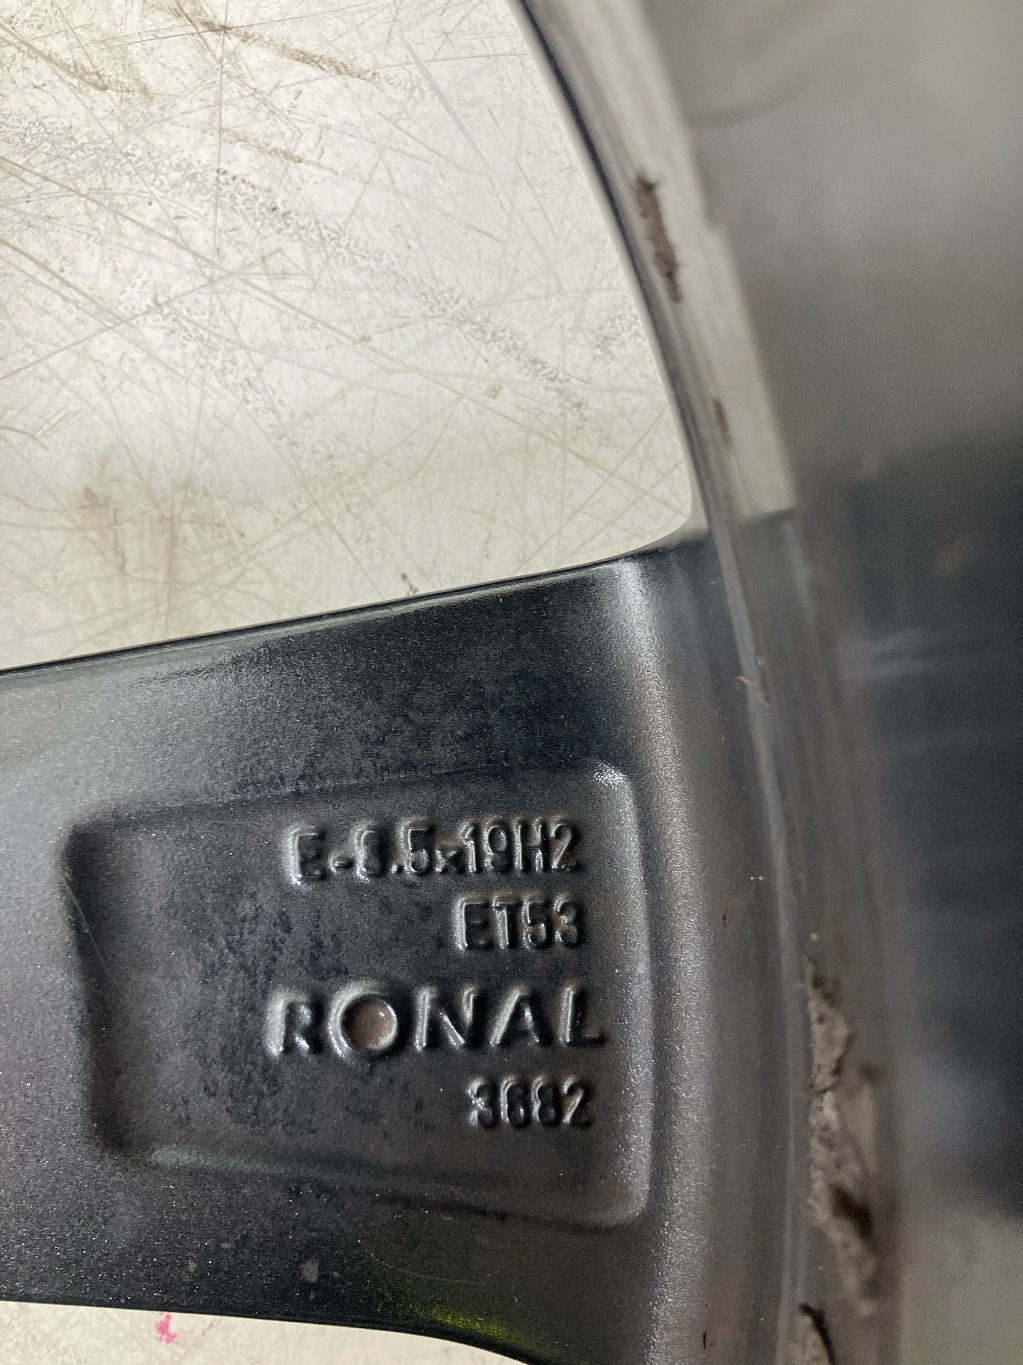 E-8.5x19H2
ET53
RONAL
3682